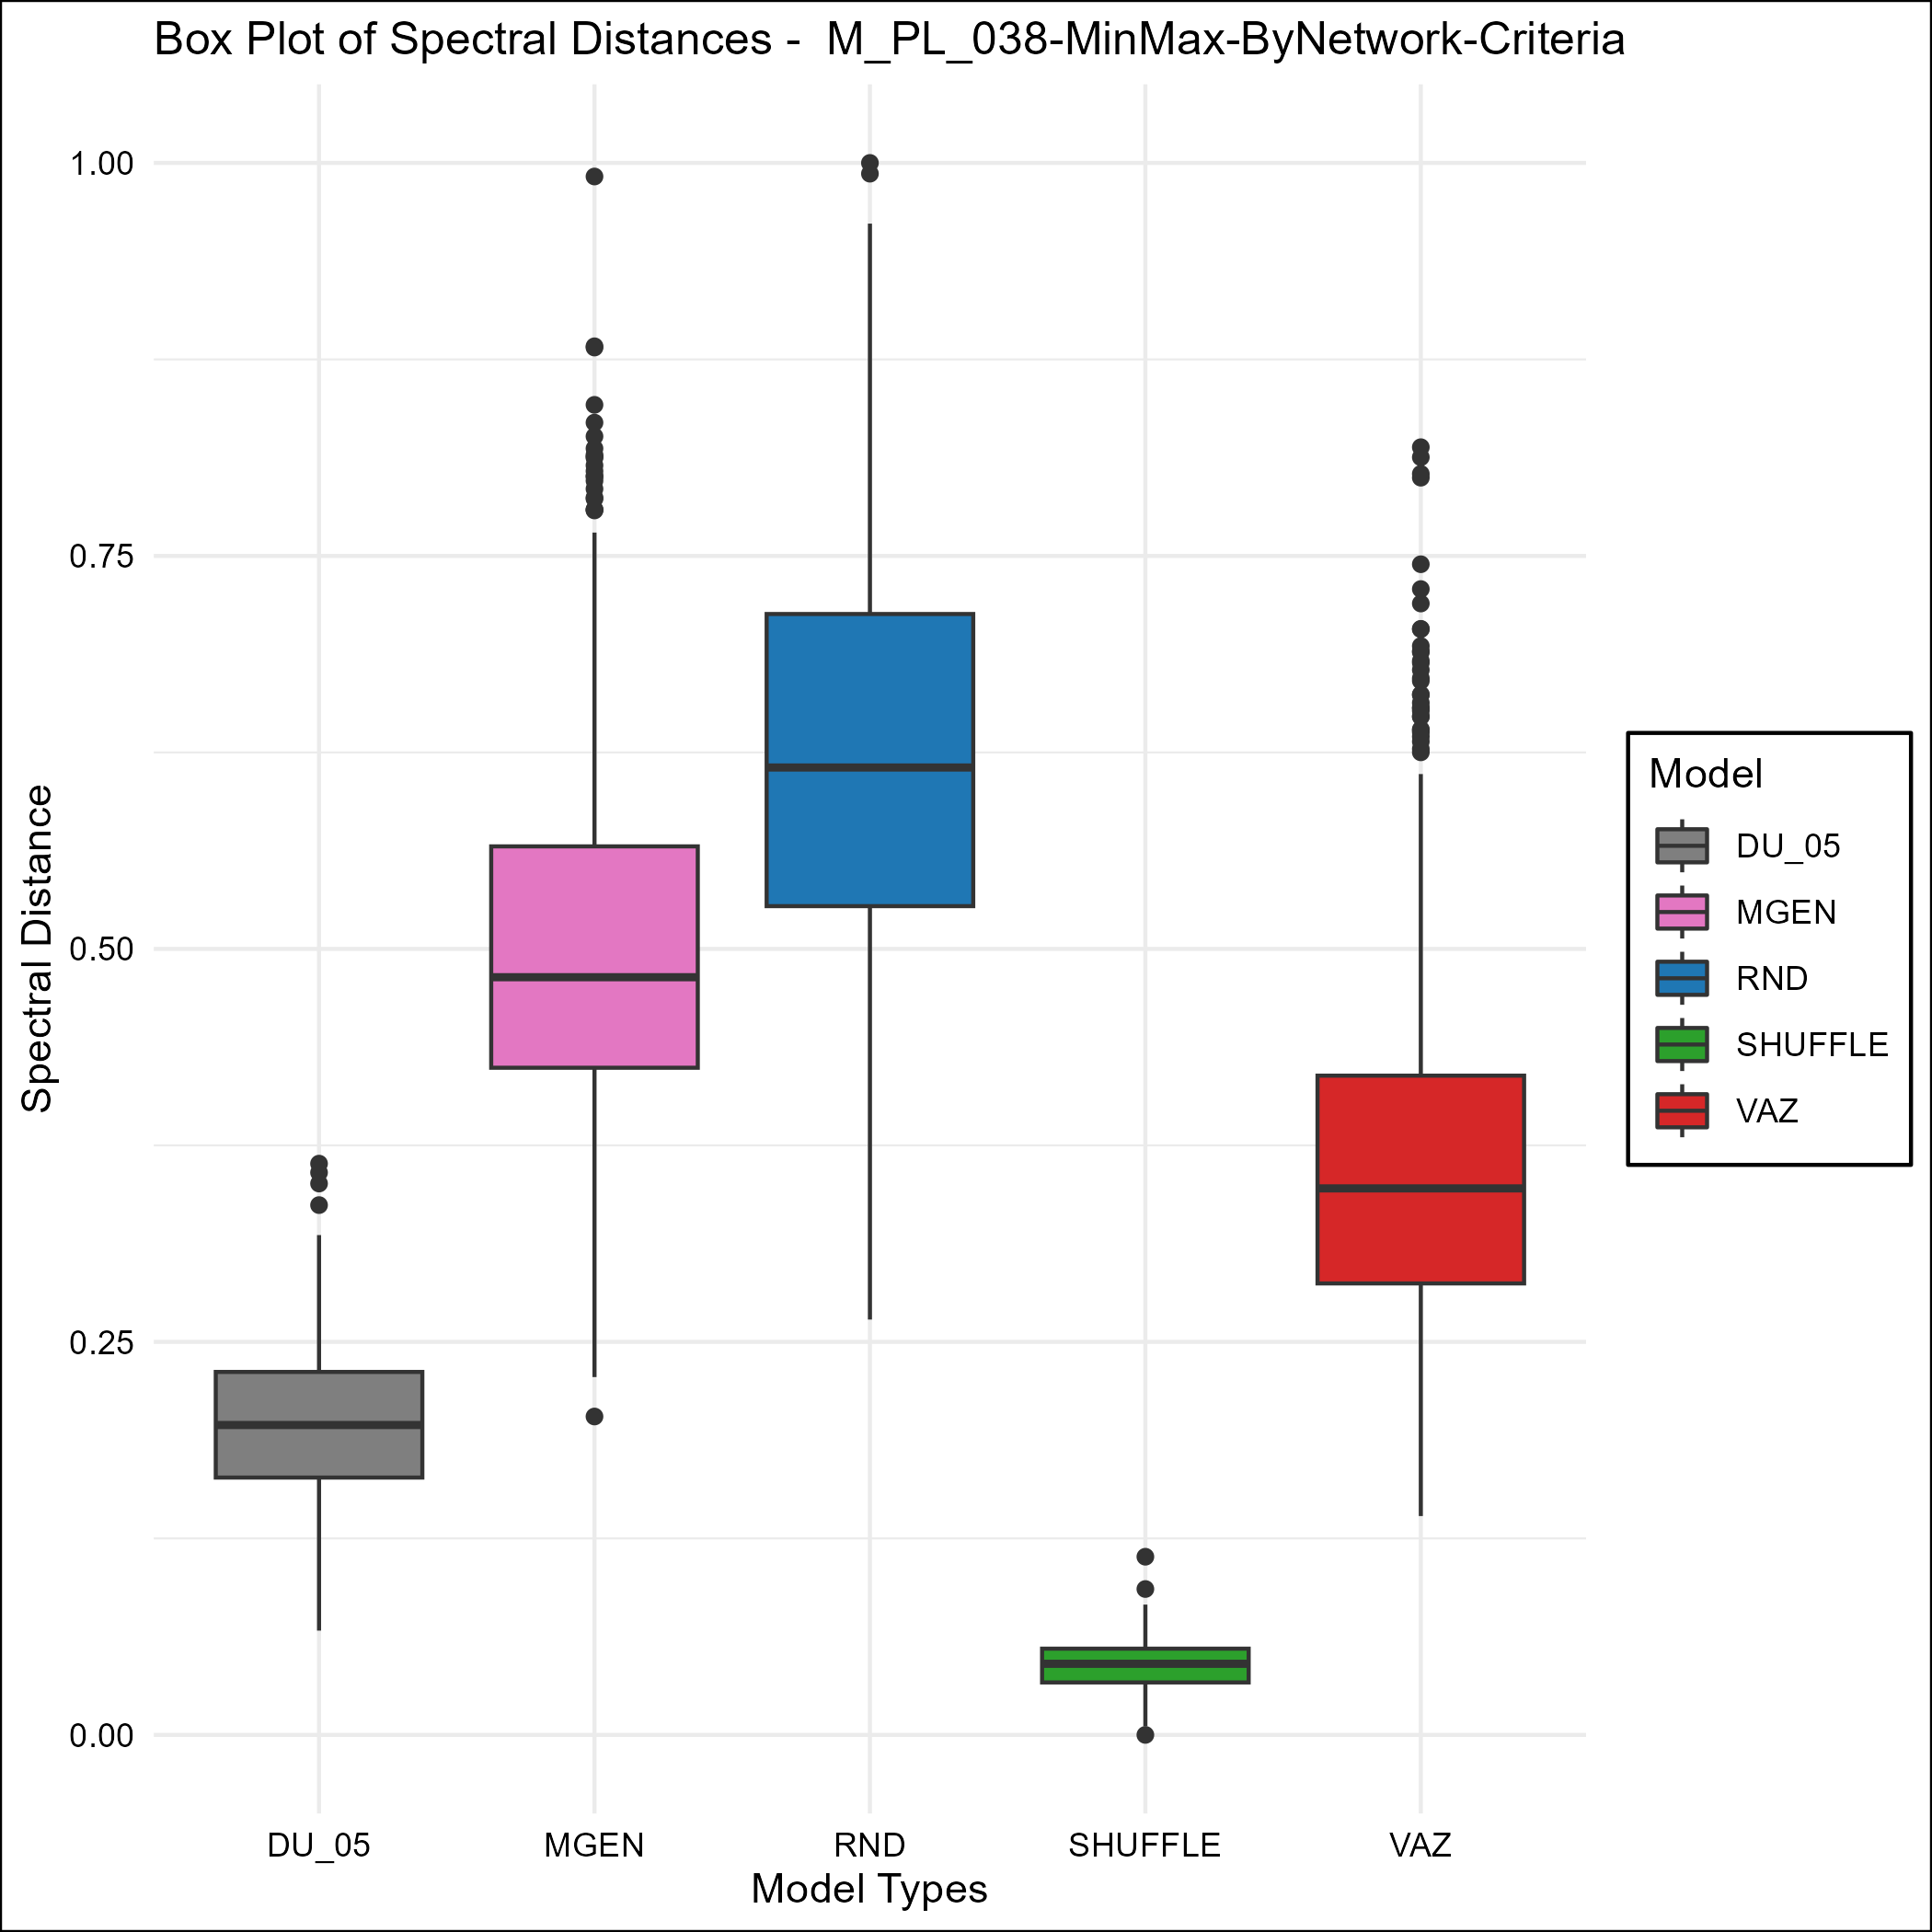 Box Plot of Spectral Distances -  M_PL_038-MinMax-ByNetwork-Criteria
Spectral Distance
1.00
0.75
0.50
0.25
0.00
DU_05
MGEN
RND
SHUFFLE
VAZ
Model Types
Model
DU_05
MGEN
RND
SHUFFLE
VAZ